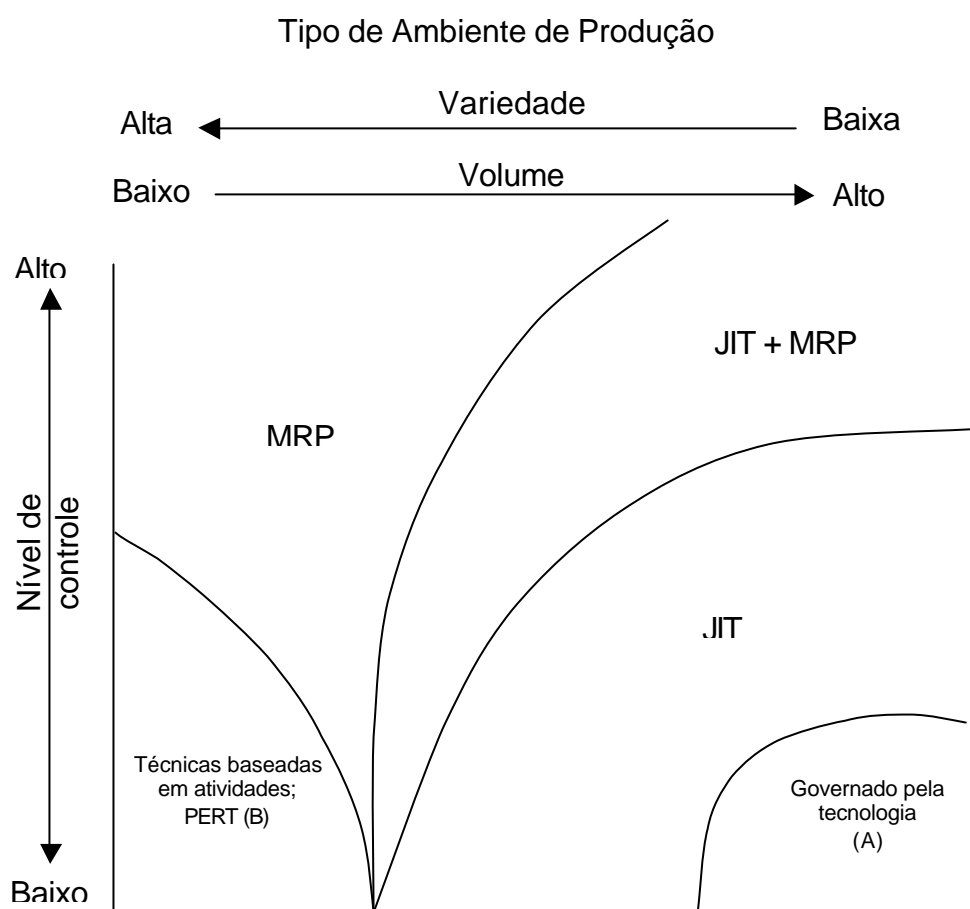 Tipo de Ambiente de Produção
Variedade
Alta
Baixa
Volume
Baixo
Alto
Alto
JIT + MRP
MRP
Nível de
controle
JIT
Técnicas baseadas
em atividades;
PERT (B)
Governado pela
tecnologia
(A)
Baixo